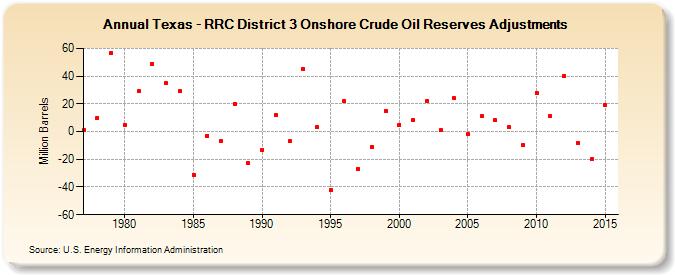 Annual Texas - RRC District 3 Onshore Crude Oil Reserves Adjustments
Million Barrels
60
40
20
0
-20
-40
-60
1980 1985 1990 1995 2000 2005 2010 2015
Source: U.S. Energy Information Administration